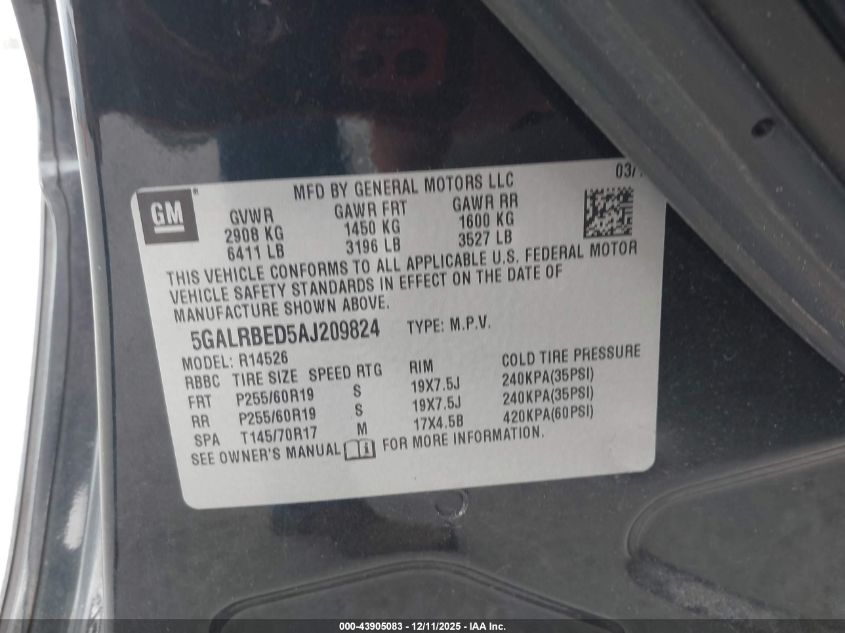 MFD BY GENERAL MOTORS LLC 03/
GM®
GVWR GAWR FRT GAWR RR
2908 KG 1450 KG 1600 KG
6411 LB 3196 LB 3527 LB
THIS VEHICLE CONFORMS TO ALL APPLICABLE U.S. FEDERAL MOTOR
VEHICLE SAFETY STANDARDS IN EFFECT ON THE DATE OF
MANUFACTURE SHOWN ABOVE.
5GALRBED5AJ209824 TYPE: M.P.V.
MODEL: R14526
RBBC TIRE SIZE SPEED RTG RIM COLD TIRE PRESSURE
FRT P255/60R19 S 19X7.5J 240KPA(35PSI)
RR P255/60R19 S 19X7.5J 240KPA(35PSI)
SPA T145/70R17 M 17X4.5B 420KPA(60PSI)
SEE OWNER'S MANUAL FOR MORE INFORMATION.
000-43905083 - 12/11/2025 - IAA Inc.